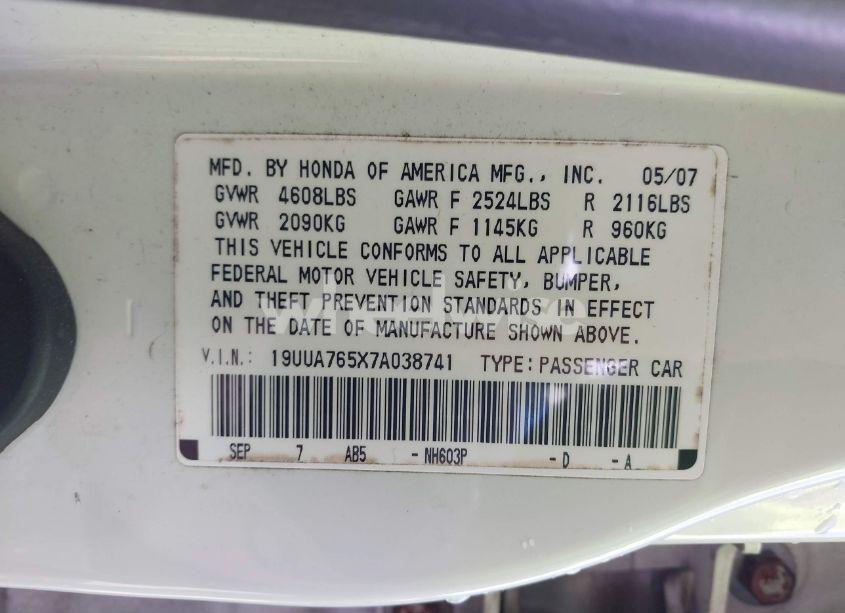 MFD. BY HONDA OF AMERICA MFG., INC. 05/07
GVWR 4608LBS GAWR F 2524LBS R 2116LBS
GVWR 2090KG GAWR F 1145KG R 960KG
THIS VEHICLE CONFORMS TO ALL APPLICABLE
FEDERAL MOTOR VEHICLE SAFETY, BUMPER,
AND THEFT PREVENTION STANDARDS IN EFFECT
ON THE DATE OF MANUFACTURE SHOWN ABOVE.
V.I.N.: 19UUA765X7A038741 TYPE: PASSENGER CAR
SEP 7 AB5 - NH603P - D - A